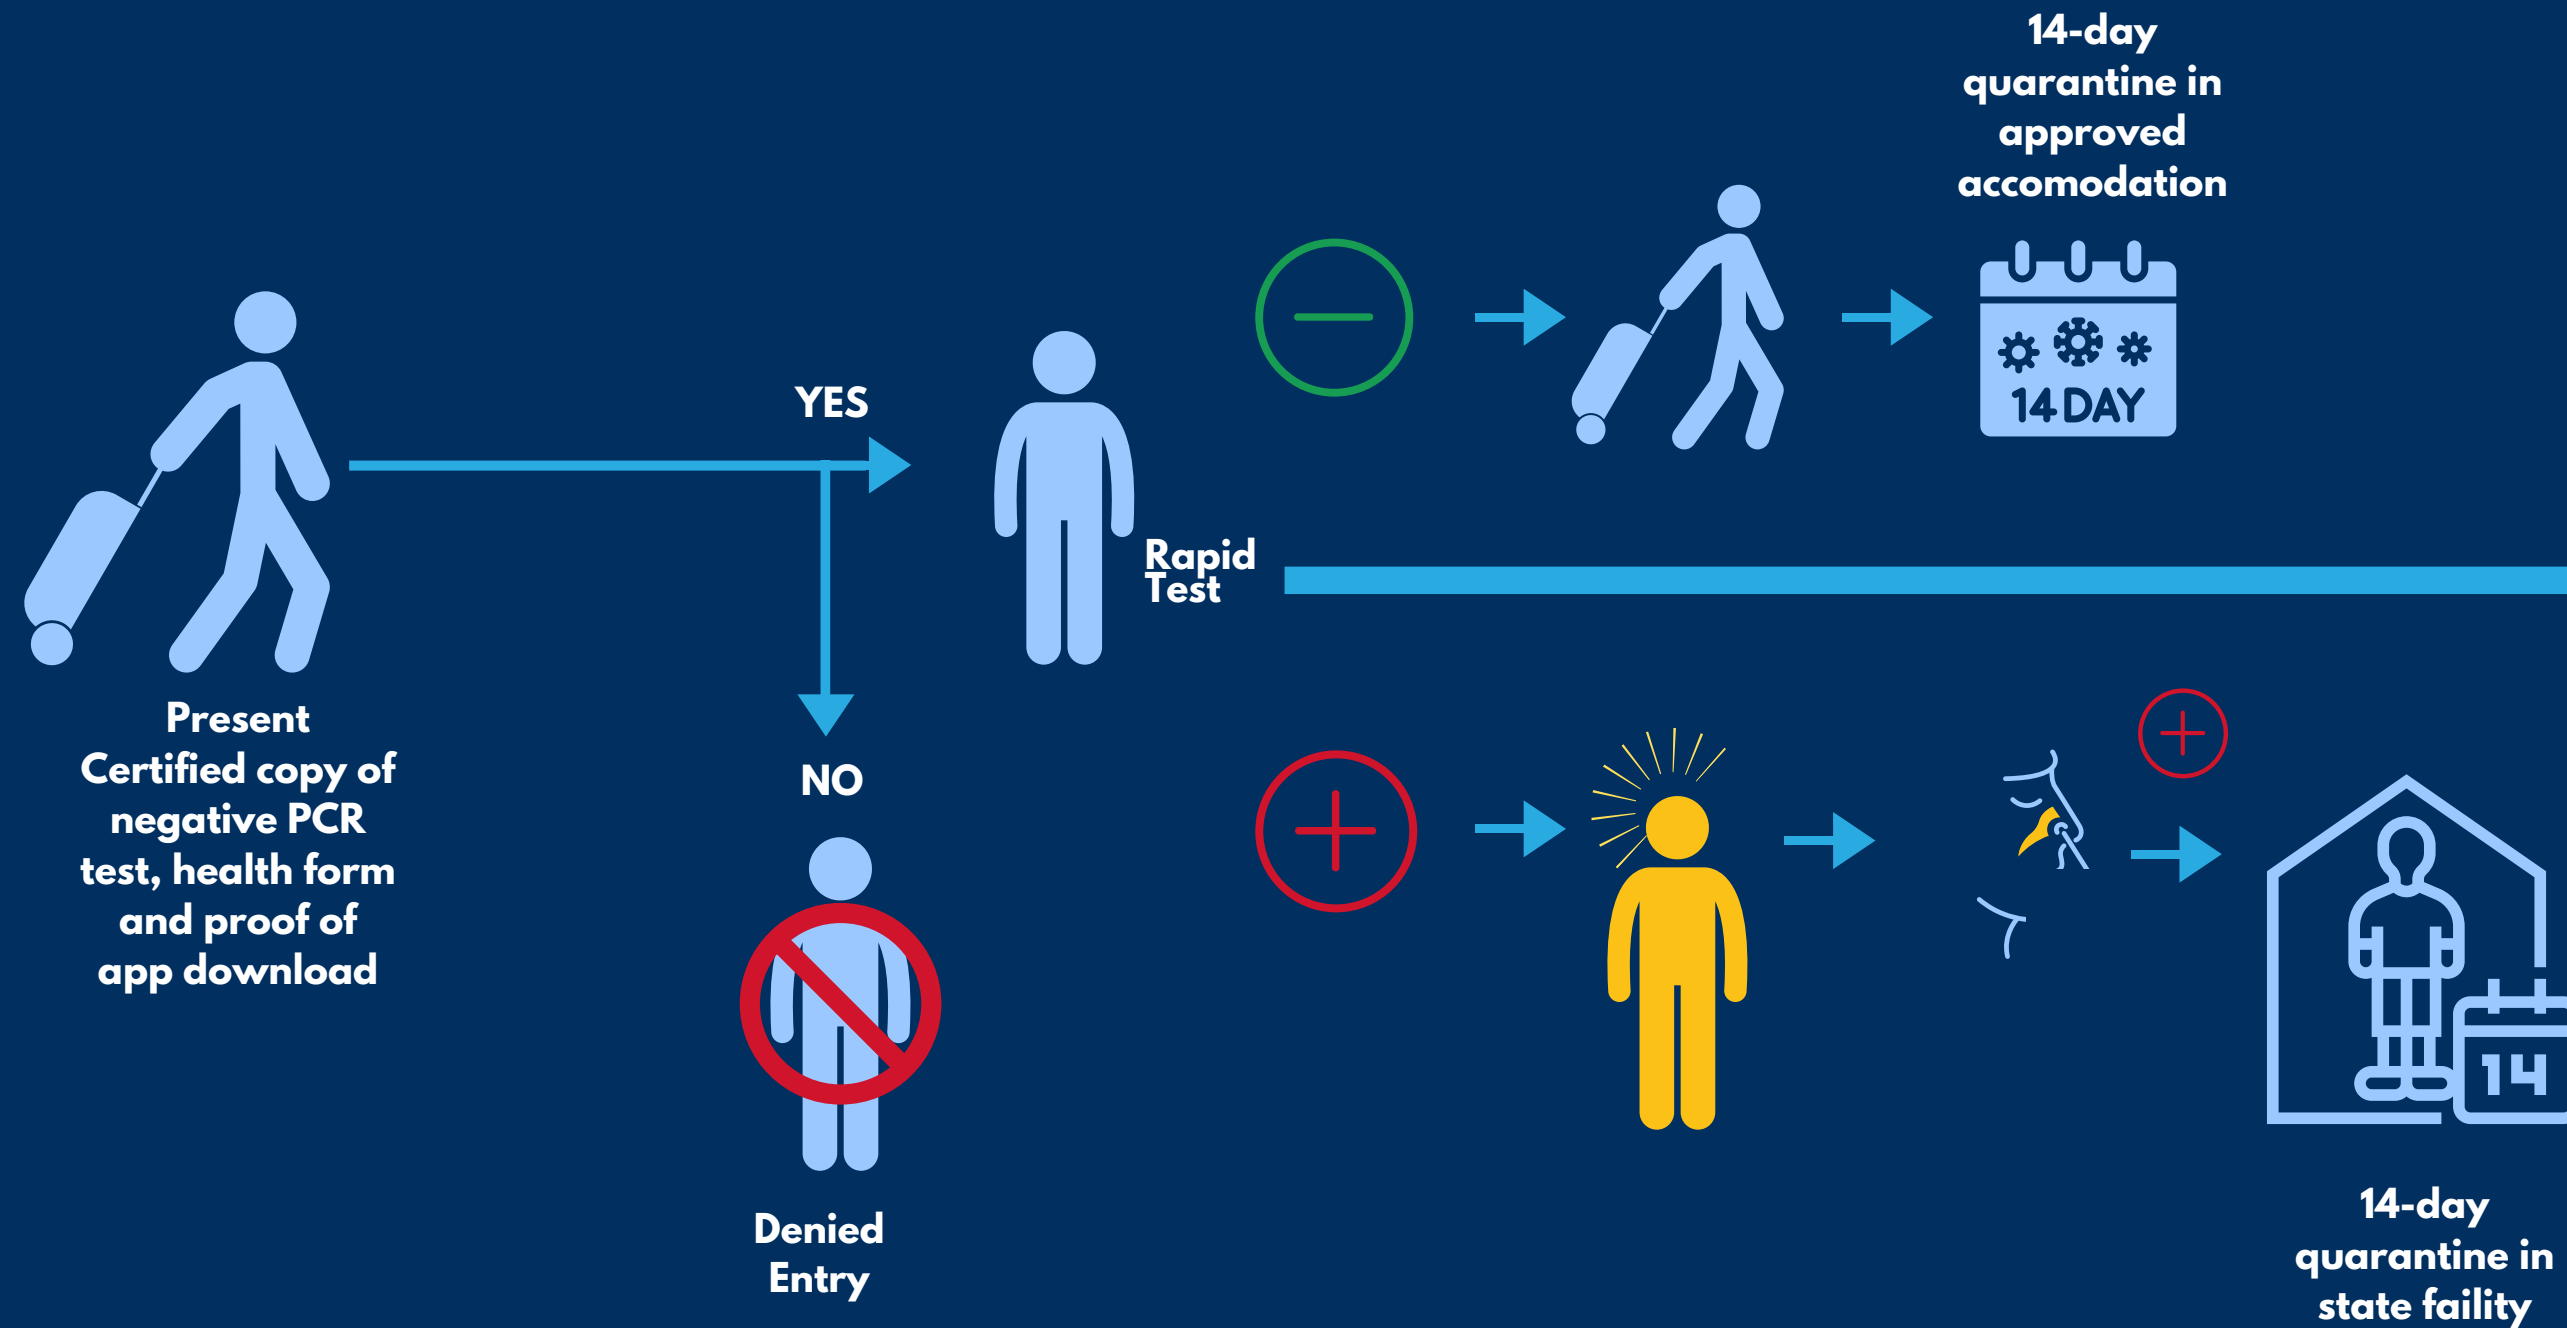 14-day
quarantine in
approved
accomodation
14 DAY
YES
Rapid
Test
Present
Certified copy of
negative PCR
test, health form
and proof of
app download
NO
Denied
Entry
14
14-day
quarantine in
state faility